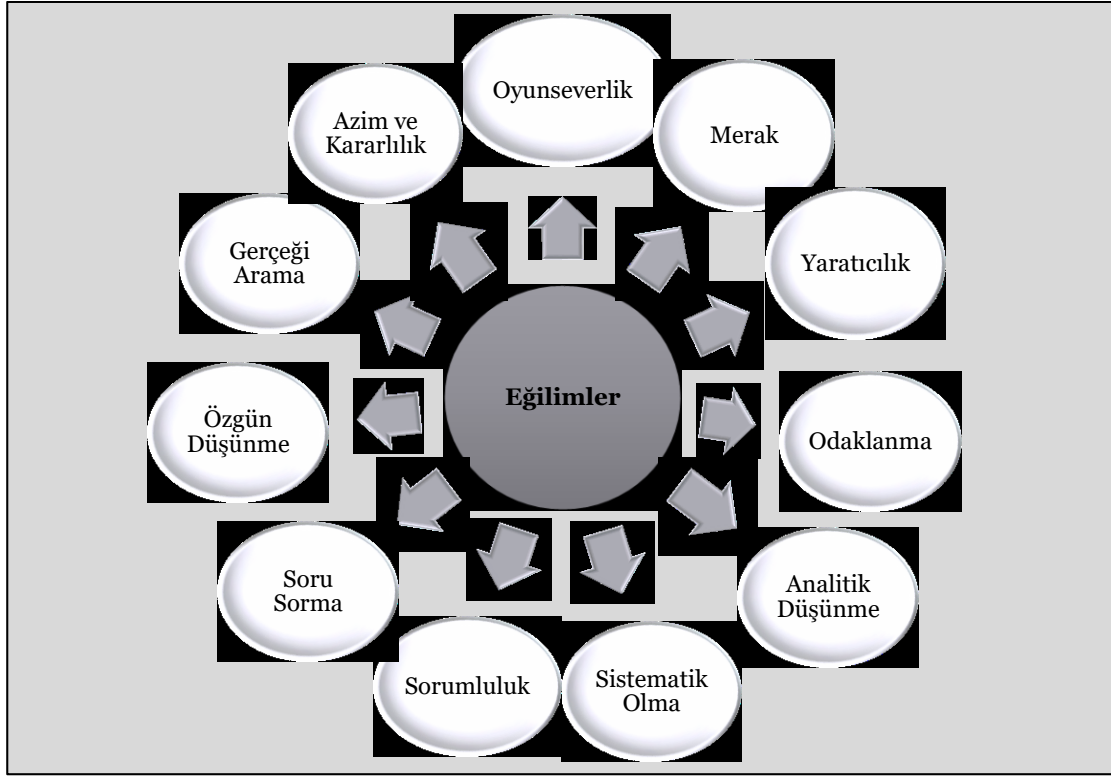 Oyunseverlik
Merak
Yaratıcılık
Odaklanma
Analitik
Düşünme
Sistematik
Olma
Sorumluluk
Soru
Sorma
Özgün
Düşünme
Gerçeği
Arama
Azim ve
Kararlılık
Eğilimler